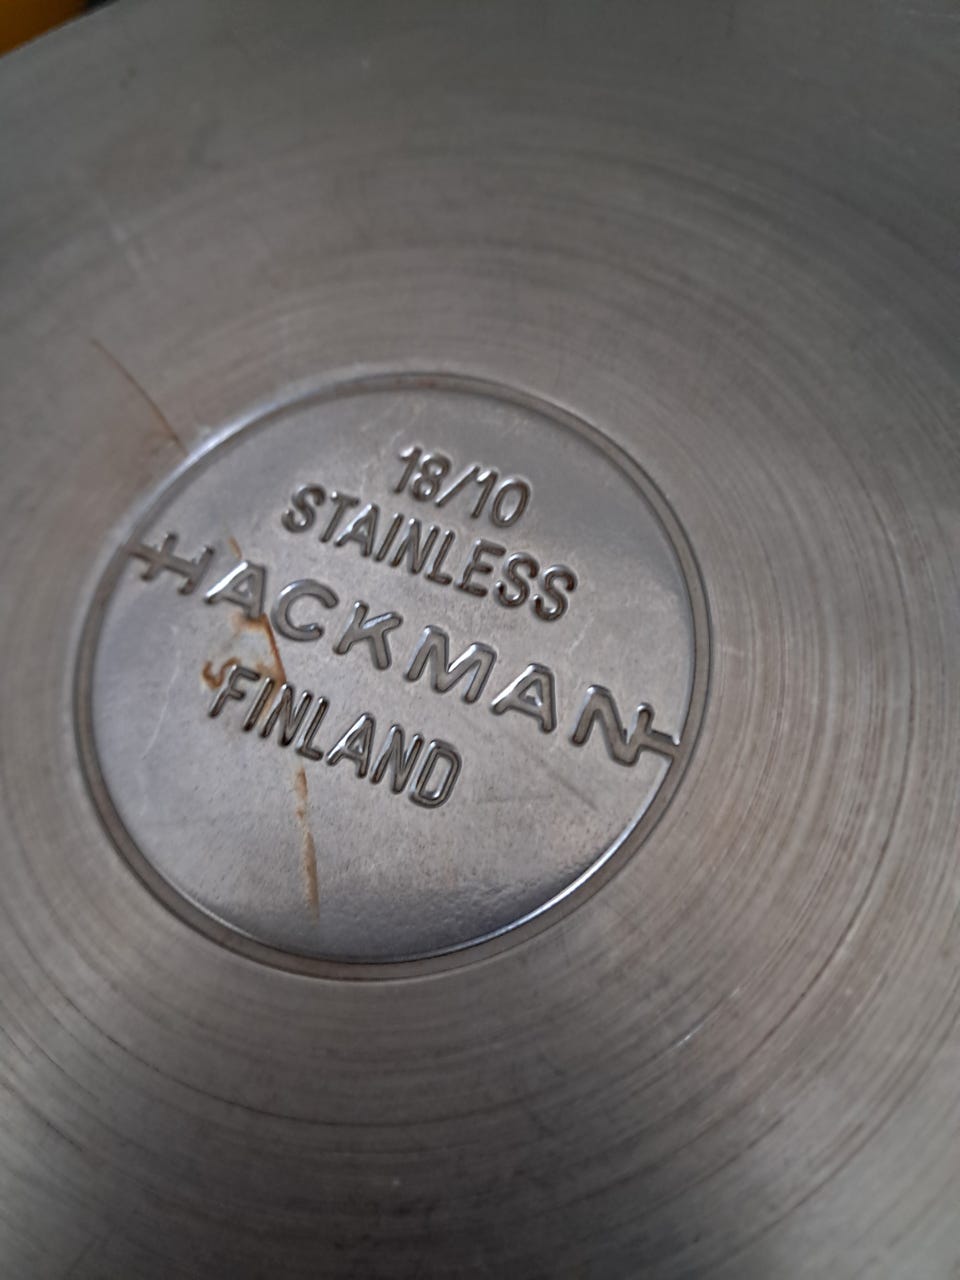 18/10
STAINLESS
HACKMAN
FINLAND